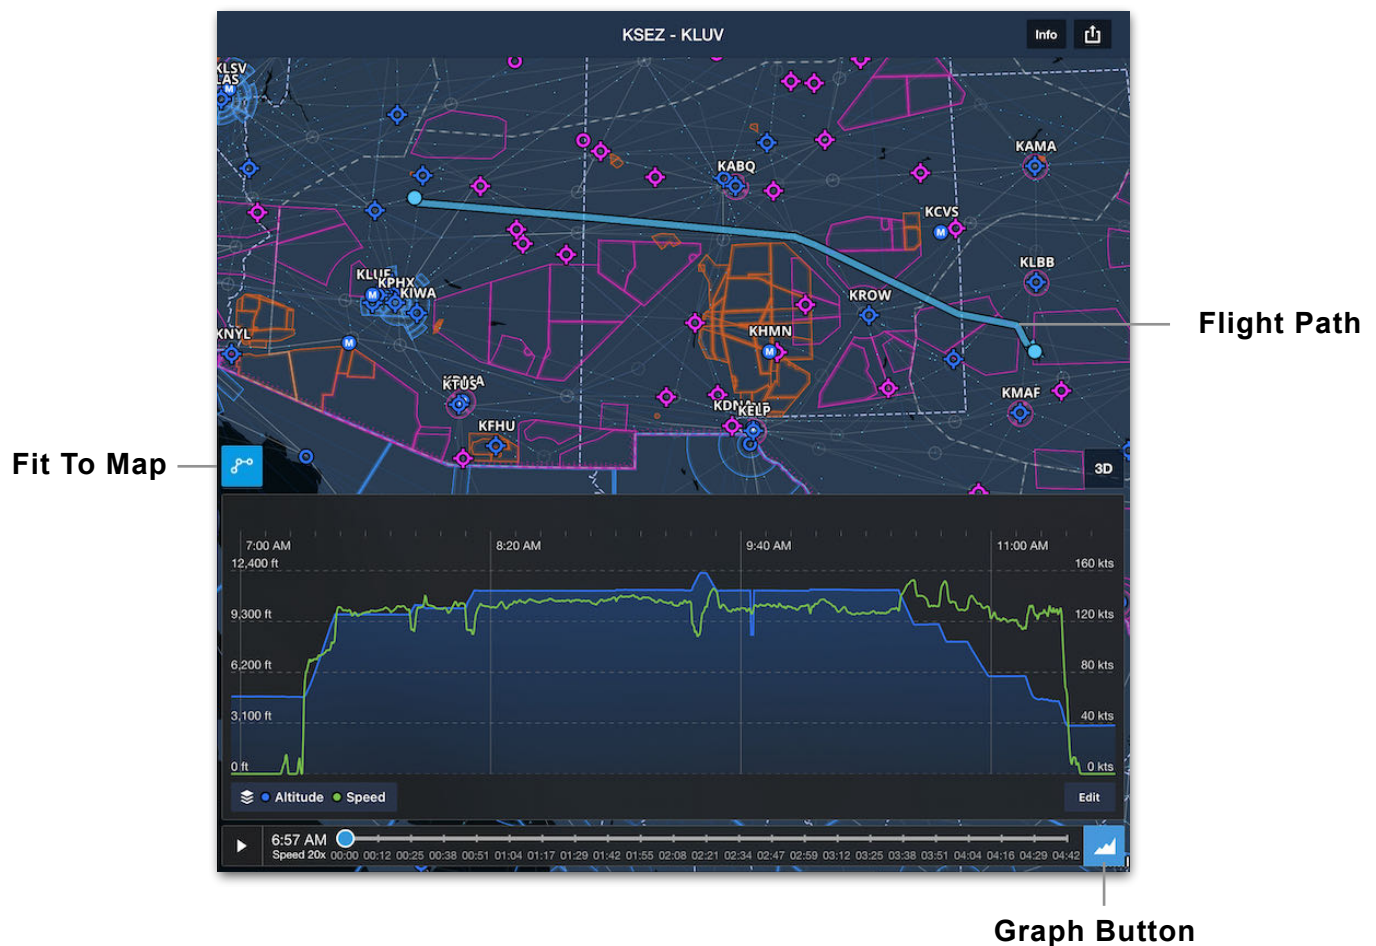 KSEZ - KLUV
Info
KLSV
LAS
KAMA
KABQ
KCVS
KLBB
KLUF
KPHX
KIWA
KROW
KNYL
KHMN
Flight Path
KTUS
KMAF
KELP
KFHU
Fit To Map
3D
7:00 AM 8:20 AM 9:40 AM 11:00 AM
12,400 ft 160 kts
9,300 ft 120 kts
6,200 ft 80 kts
3,100 ft 40 kts
0 ft 0 kts
Altitude Speed Edit
6:57 AM
Speed 20x 00:00 00:12 00:25 00:38 00:51 01:04 01:17 01:29 01:42 01:55 02:08 02:21 02:34 02:47 02:59 03:12 03:25 03:38 03:51 04:04 04:16 04:29 04:42
Graph Button